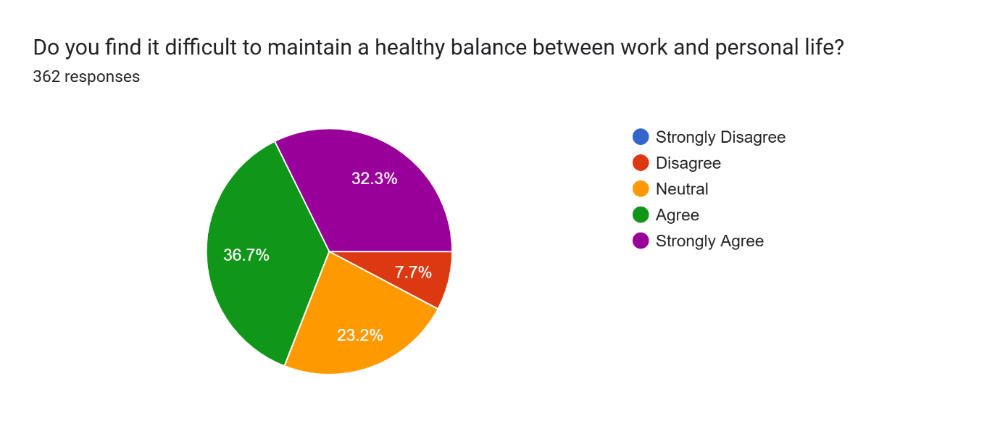 Do you find it difficult to maintain a healthy balance between work and personal life?
362 responses
Strongly Disagree
Disagree
Neutral
Agree
Strongly Agree
32.3%
36.7%
7.7%
23.2%